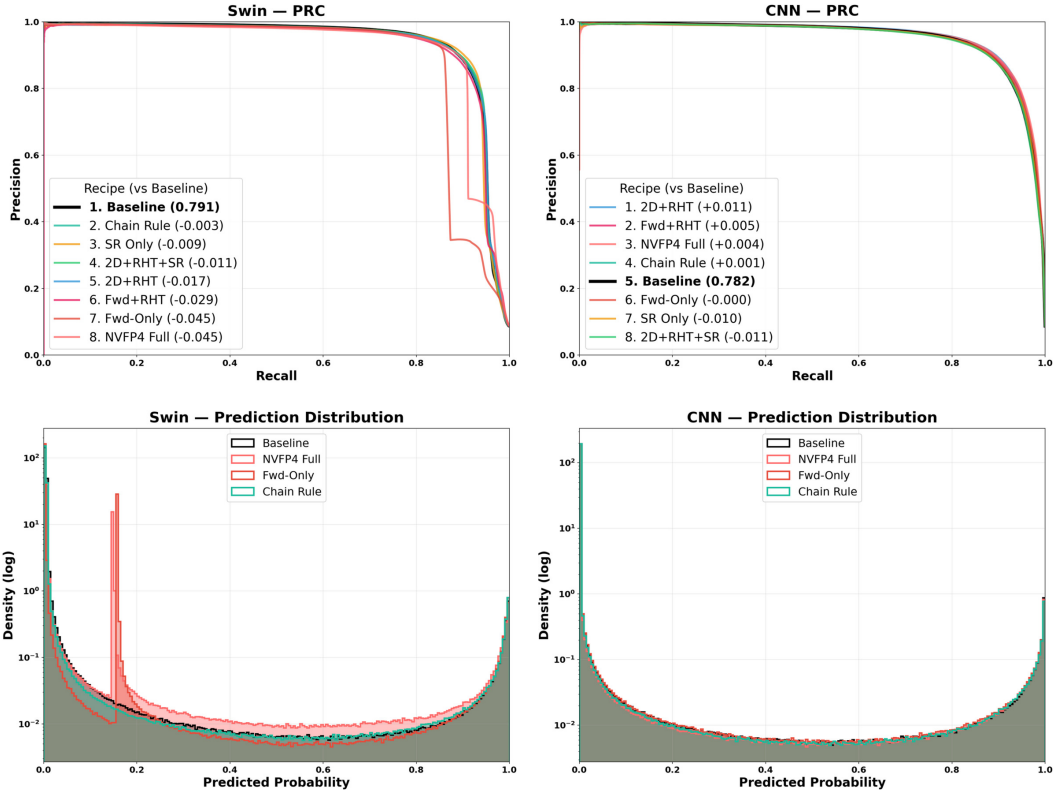 Swin — PRC
Precision
1.0
0.8
0.6
0.4
0.2
0.0
Recipe (vs Baseline)
1. Baseline (0.791)
2. Chain Rule (-0.003)
3. SR Only (-0.009)
4. 2D+RHT+SR (-0.011)
5. 2D+RHT (-0.017)
6. Fwd+RHT (-0.029)
7. Fwd-Only (-0.045)
8. NVFP4 Full (-0.045)
0.0 0.2 0.4 0.6 0.8 1.0
Recall
CNN — PRC
Precision
1.0
0.8
0.6
0.4
0.2
0.0
Recipe (vs Baseline)
1. 2D+RHT (+0.011)
2. Fwd+RHT (+0.005)
3. NVFP4 Full (+0.004)
4. Chain Rule (+0.001)
5. Baseline (0.782)
6. Fwd-Only (-0.000)
7. SR Only (-0.010)
8. 2D+RHT+SR (-0.011)
0.0 0.2 0.4 0.6 0.8 1.0
Recall
Swin — Prediction Distribution
Density (log)
10²
10¹
10⁰
10⁻¹
10⁻²
Baseline
NVFP4 Full
Fwd-Only
Chain Rule
0.0 0.2 0.4 0.6 0.8 1.0
Predicted Probability
CNN — Prediction Distribution
Density (log)
10²
10¹
10⁰
10⁻¹
10⁻²
Baseline
NVFP4 Full
Fwd-Only
Chain Rule
0.0 0.2 0.4 0.6 0.8 1.0
Predicted Probability